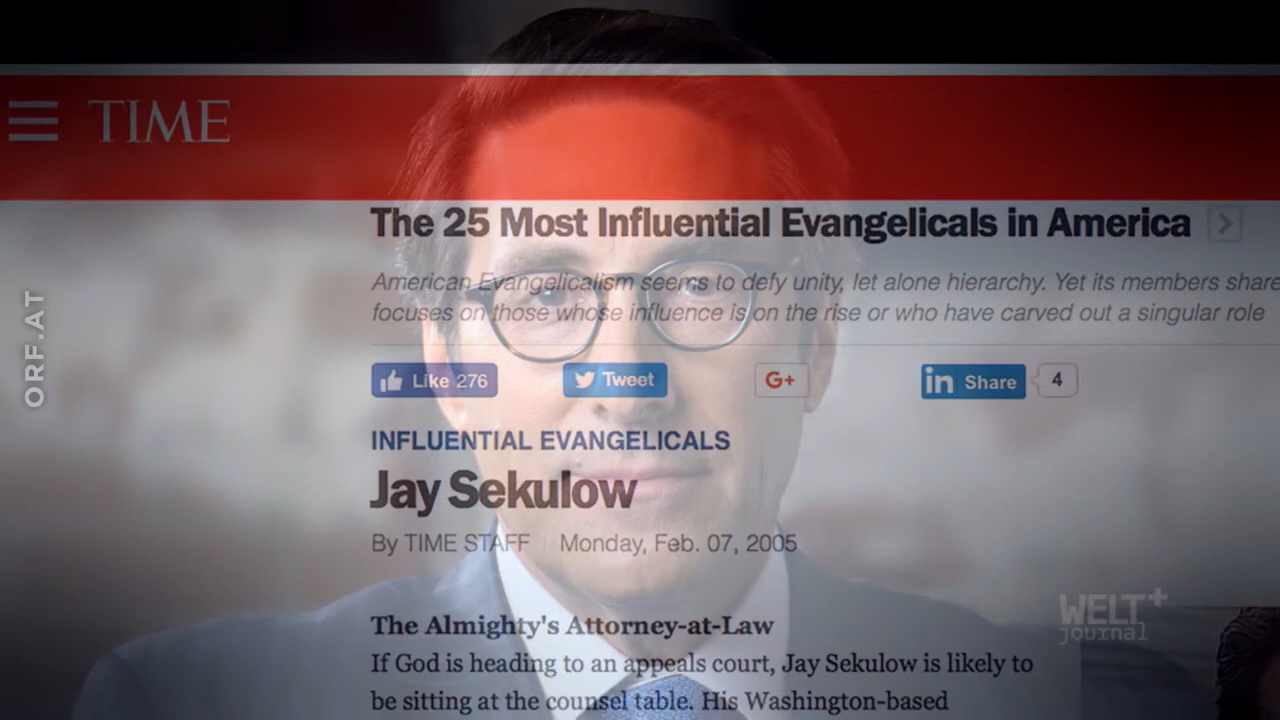 TIME
The 25 Most Influential Evangelicals in America
American Evangelicalism seems to defy unity, let alone hierarchy. Yet its members share
focuses on those whose influence is on the rise or who have carved out a singular role
Like 276
Tweet
G+
in Share 4
INFLUENTIAL EVANGELICALS
Jay Sekulow
By TIME STAFF Monday, Feb. 07, 2005
The Almighty's Attorney-at-Law
If God is heading to an appeals court, Jay Sekulow is likely to
be sitting at the counsel table. His Washington-based
ORF.AT
WELT+
journal